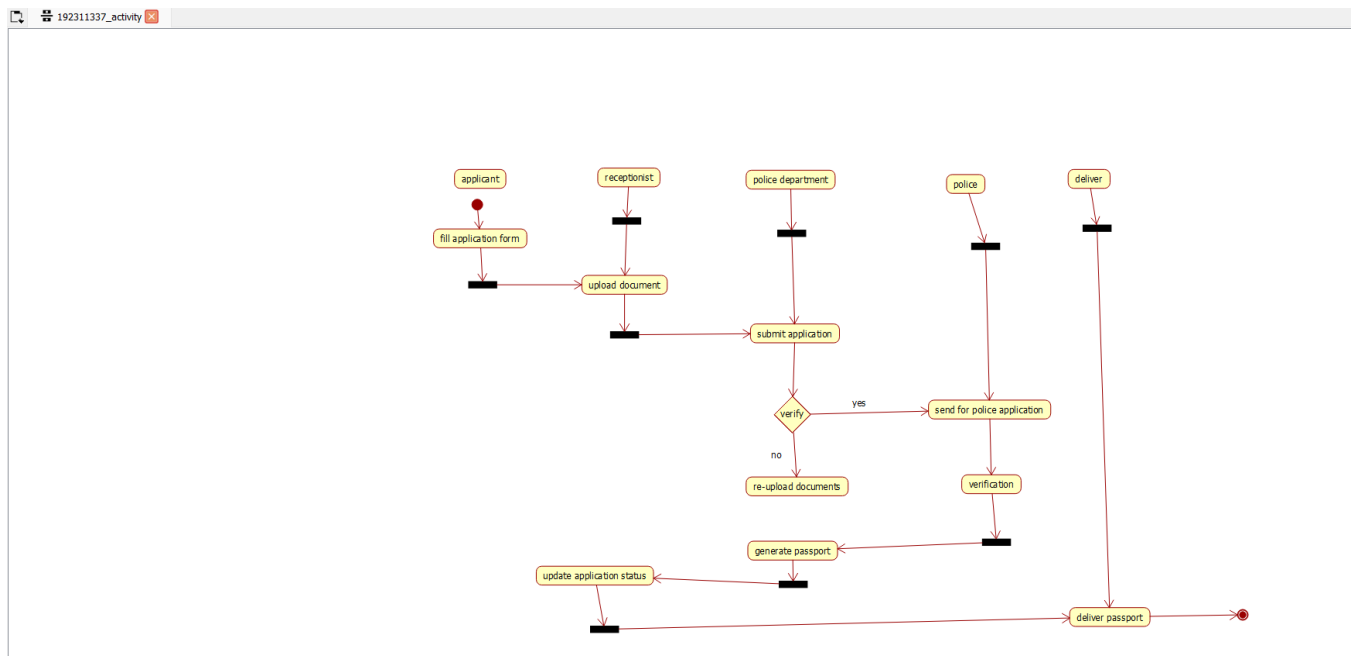 192311337_activity
applicant
receptionist
police department
police
deliver
fill application form
upload document
submit application
verify
yes
send for police application
no
re-upload documents
verification
generate passport
update application status
deliver passport